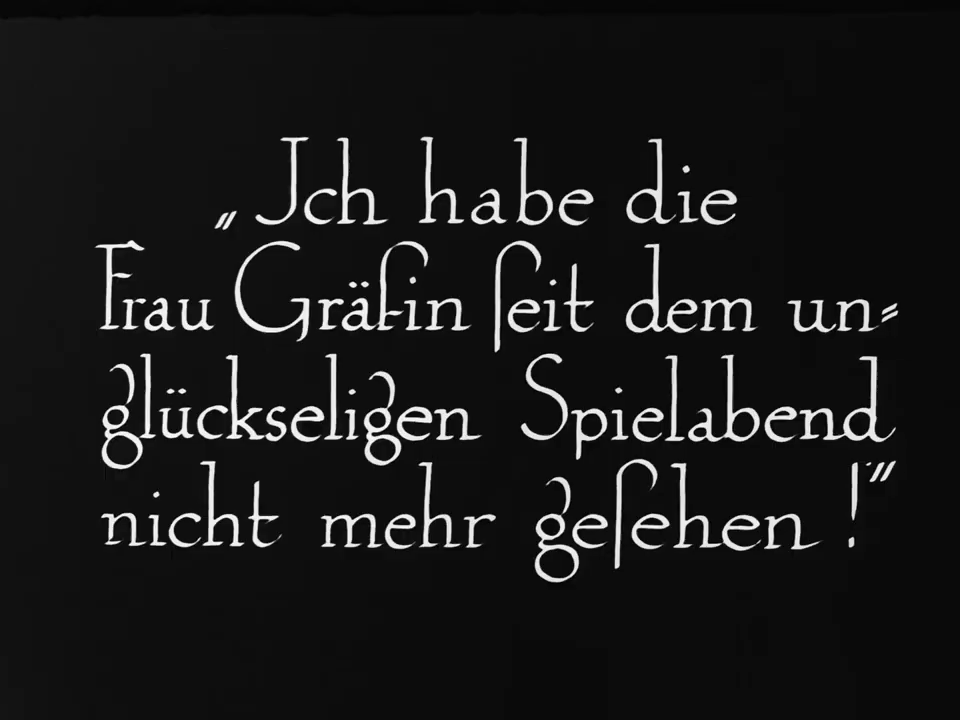 „Ich habe die
Frau Gräfin ſeit dem un-
glückseligen Spielabend
nicht mehr geſehen!”